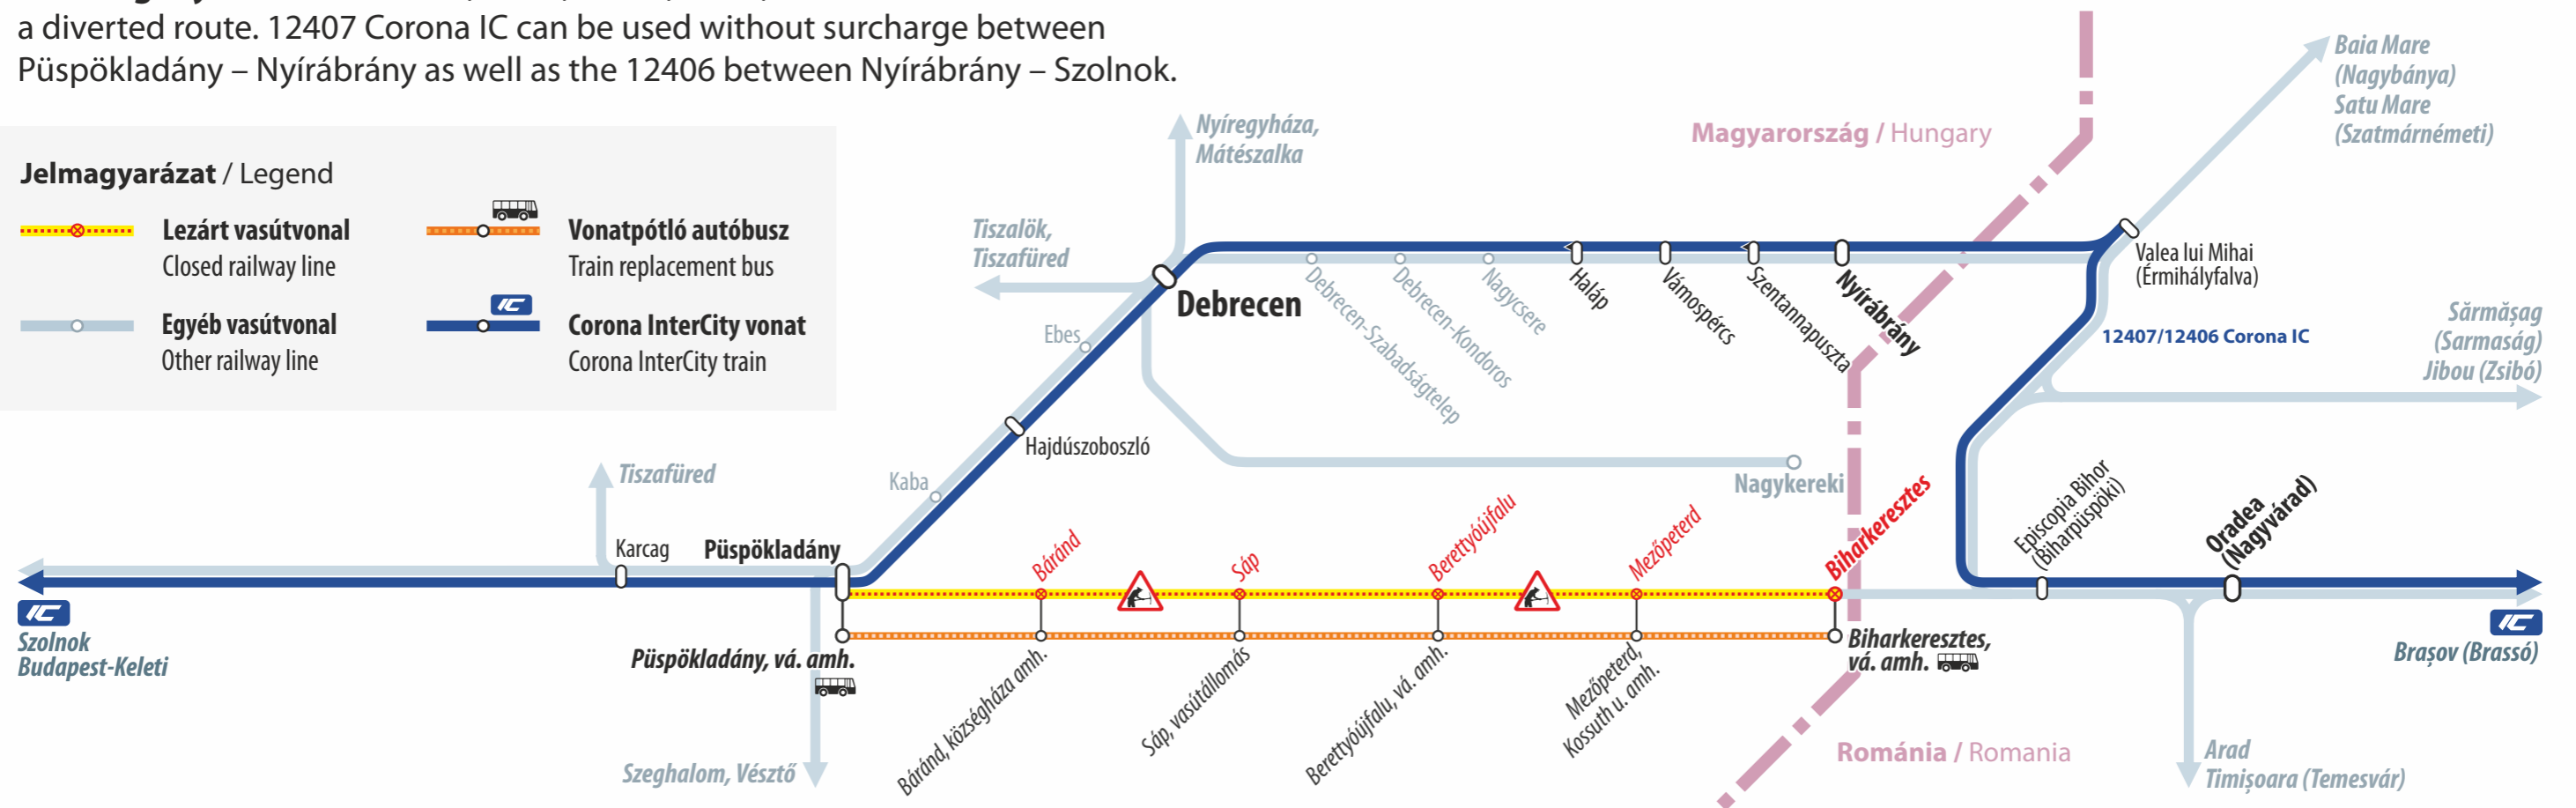 a diverted route. 12407 Corona IC can be used without surcharge between
Püspökladány – Nyírábrány as well as the 12406 between Nyírábrány – Szolnok.
Jelmagyarázat / Legend
Lezárt vasútvonal
Closed railway line
Vonatpótló autóbusz
Train replacement bus
IC
Egyéb vasútvonal
Other railway line
Corona InterCity vonat
Corona InterCity train
Magyarország / Hungary
Baia Mare
(Nagybánya)
Satu Mare
(Szatmárnémeti)
Nyíregyháza,
Mátészalka
Tiszalök,
Tiszafüred
Debrecen
Debrecen-Szabadságtelep
Debrecen-Kondoros
Nagycsere
Haláp
Vámospércs
Szentannapuszta
Nyírábrány
Valea lui Mihai
(Érmihályfalva)
12407/12406 Corona IC
Sărmășag
(Sarmaság)
Jibou (Zsibó)
Ebes
Hajdúszoboszló
Kaba
Nagykereki
Tiszafüred
Karcag
Püspökladány
Báránd
Sáp
Berettyóújfalu
Mezőpeterd
Biharkeresztes
Episcopia Bihor
(Biharpüspöki)
Oradea
(Nagyvárad)
IC
Szolnok
Budapest-Keleti
IC
Brașov (Brassó)
Püspökladány, vá. amh.
Báránd, községháza amh.
Sáp, vasútállomás
Berettyóújfalu, vá. amh.
Mezőpeterd,
Kossuth u. amh.
Biharkeresztes,
vá. amh.
Szeghalom, Vésztő
Románia / Romania
Arad
Timișoara (Temesvár)